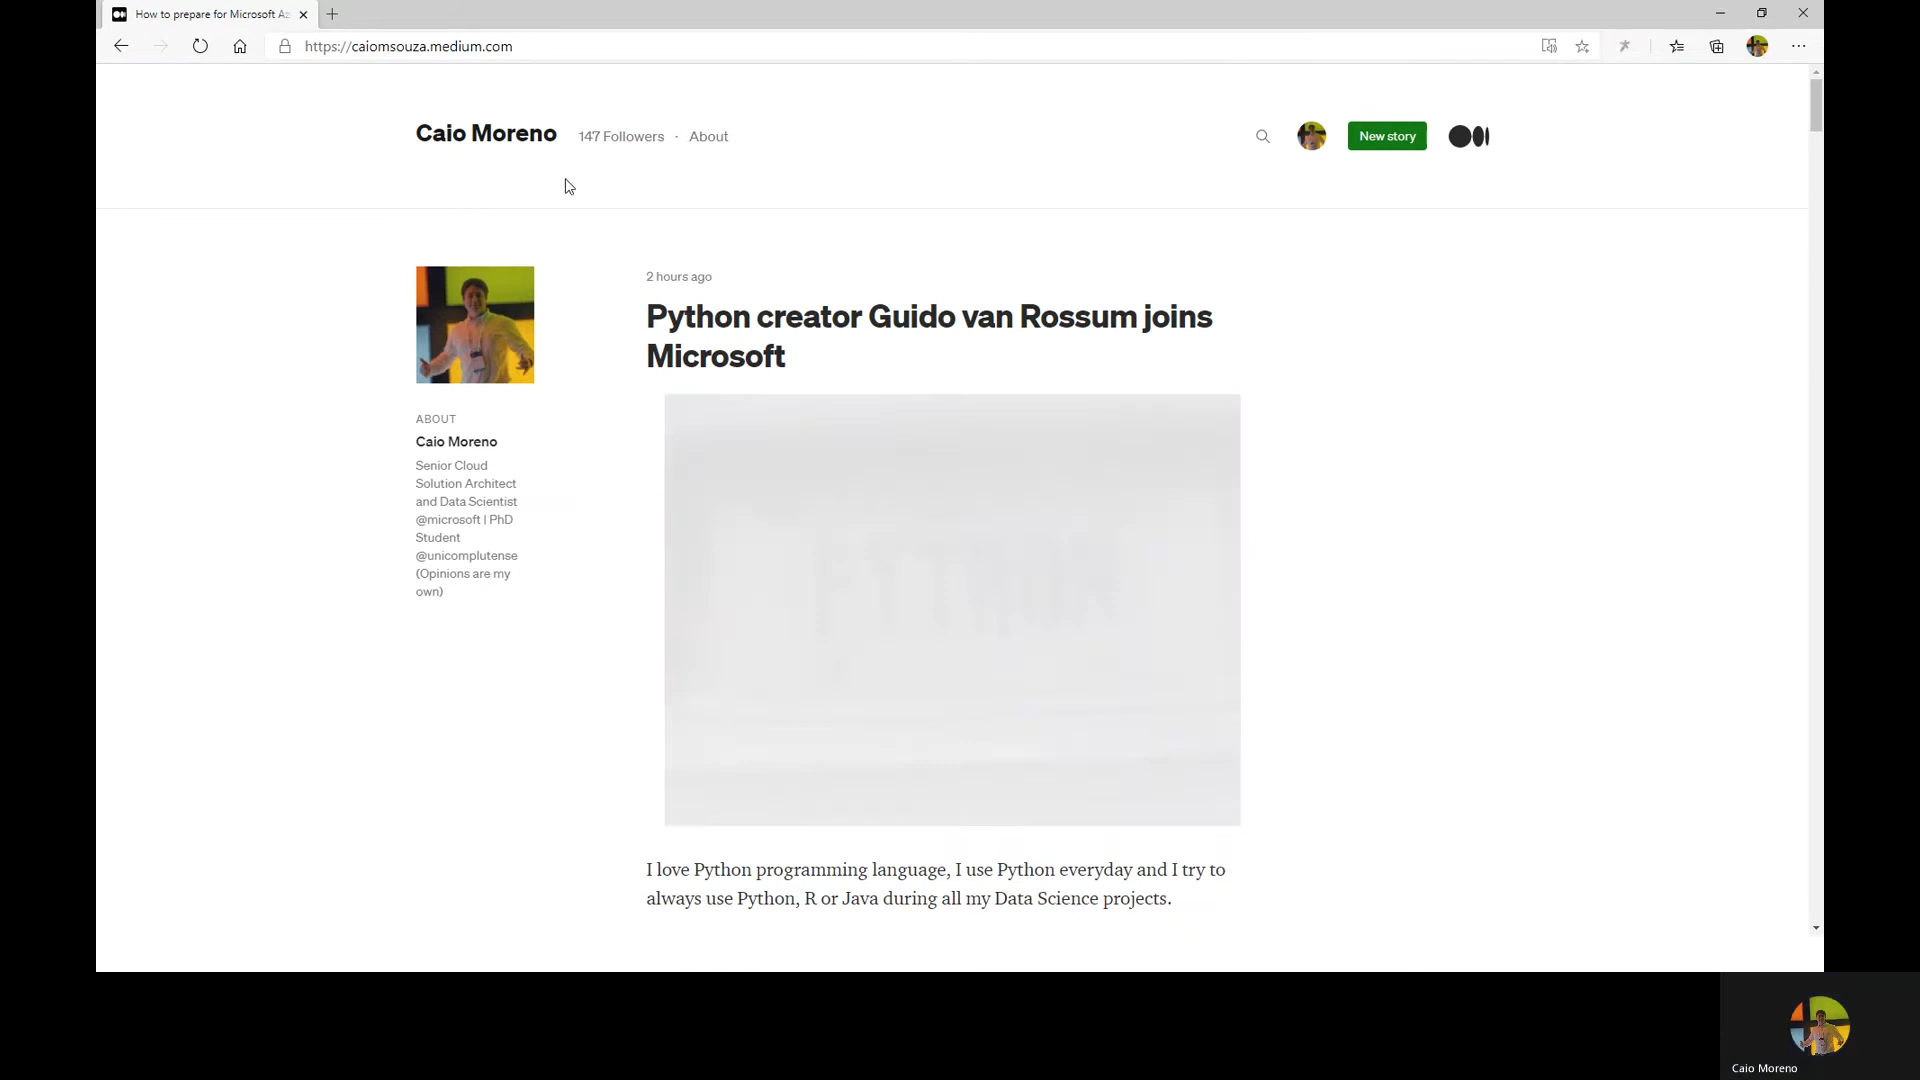 How to prepare for Microsoft Az
https://caiomsouza.medium.com
Caio Moreno
147 Followers · About
New story
2 hours ago
Python creator Guido van Rossum joins
Microsoft
PYTHON
ABOUT
Caio Moreno
Senior Cloud
Solution Architect
and Data Scientist
@microsoft | PhD
Student
@unicomplutense
(Opinions are my
own)
I love Python programming language, I use Python everyday and I try to
always use Python, R or Java during all my Data Science projects.
Caio Moreno